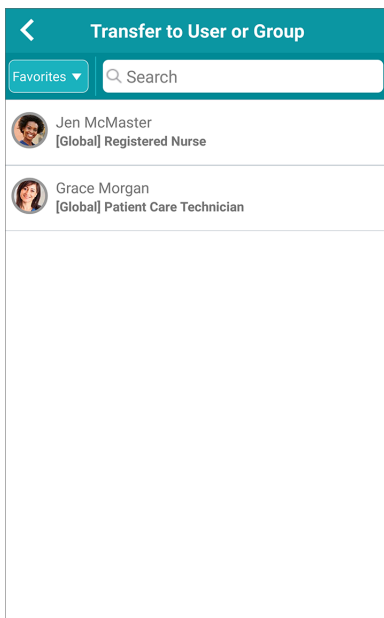 Transfer to User or Group
Favorites ▼
Search
Jen McMaster
[Global] Registered Nurse
Grace Morgan
[Global] Patient Care Technician